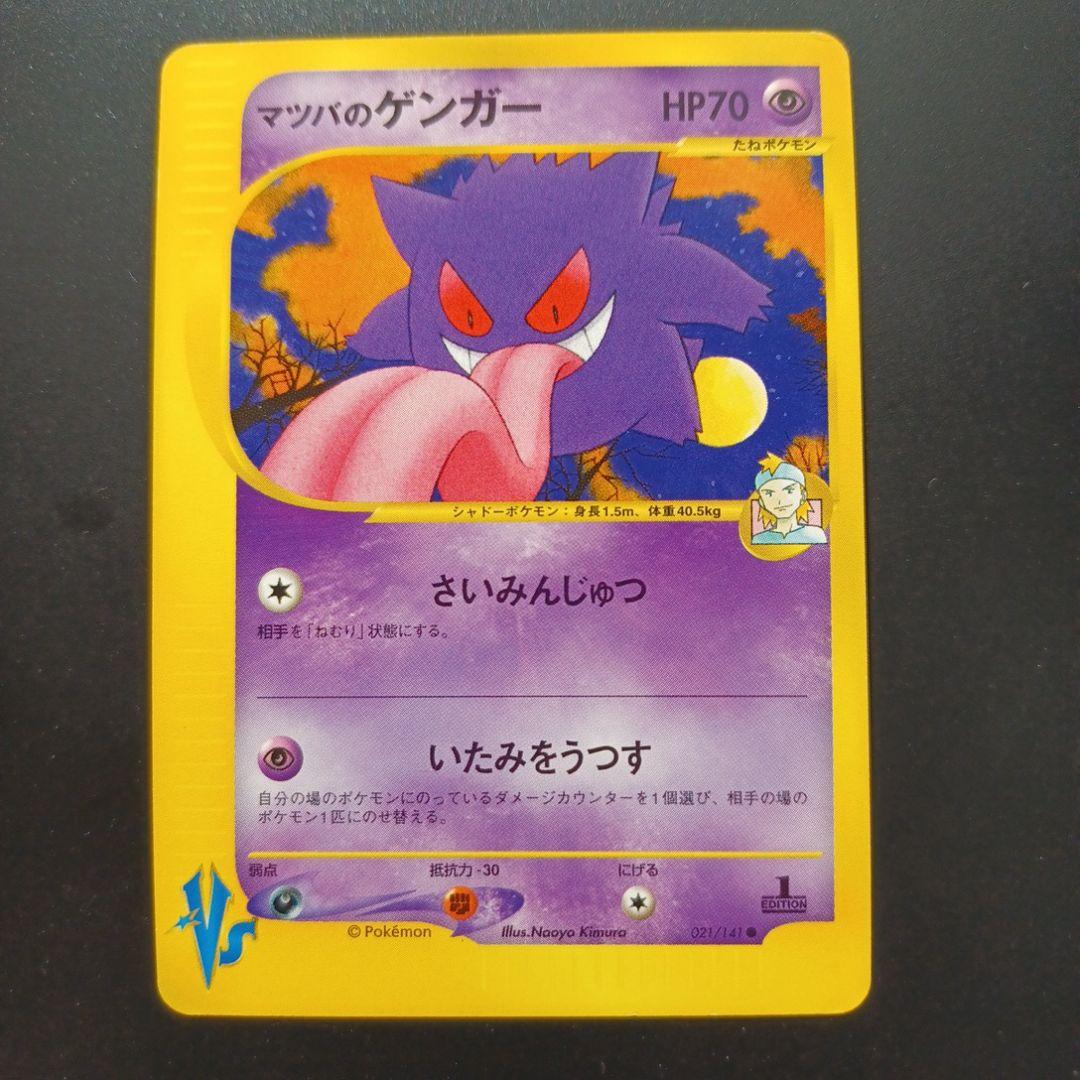 マツバのゲンガー HP70
たねポケモン
シャドーポケモン：身長1.5m、体重40.5kg
さいみんじゅつ
相手を「ねむり」状態にする。
いたみをうつす
自分の場のポケモンにのっているダメージカウンターを1個選び、相手の場の
ポケモン1匹にのせ替える。
弱点 抵抗力-30 にげる
1
EDITION
VS
©Pokémon Illus.Naoyo Kimura 021/141